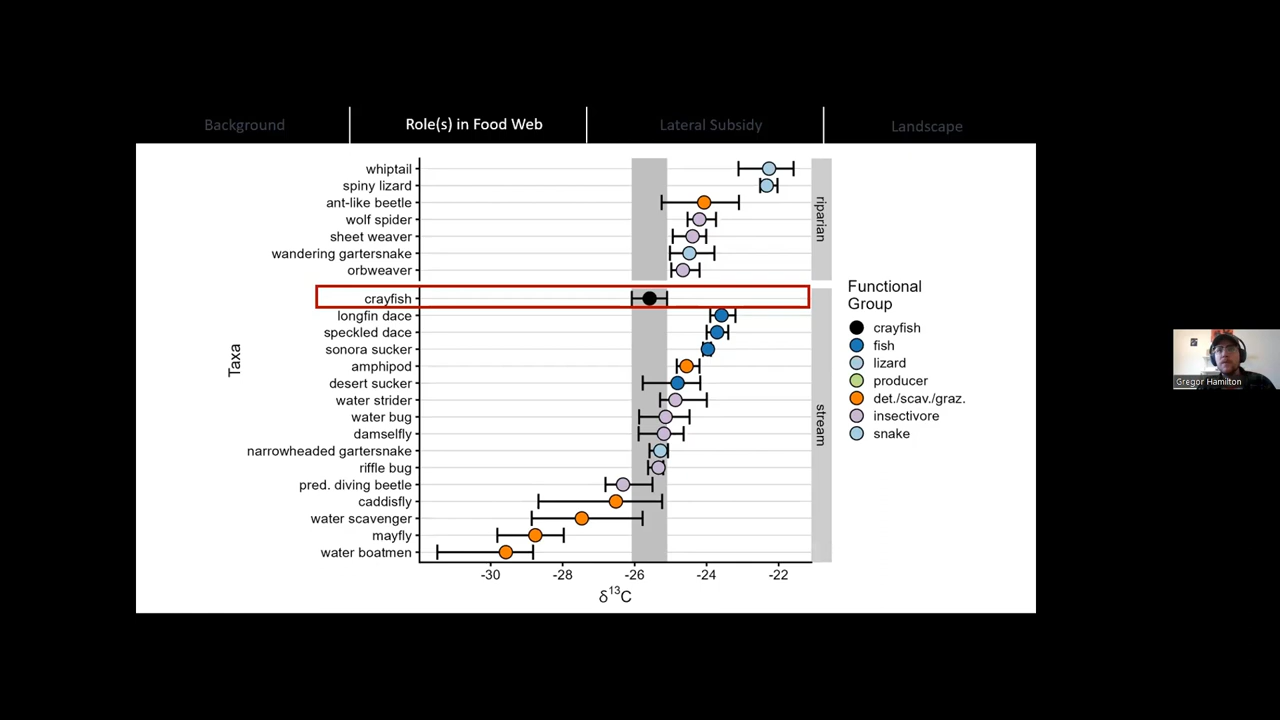 Background
Role(s) in Food Web
Lateral Subsidy
Landscape
whiptail
spiny lizard
ant-like beetle
wolf spider
sheet weaver
wandering gartersnake
orbweaver
riparian
crayfish
longfin dace
speckled dace
sonora sucker
amphipod
desert sucker
water strider
water bug
damselfly
narrowheaded gartersnake
riffle bug
pred. diving beetle
caddisfly
water scavenger
mayfly
water boatmen
stream
Taxa
-30 -28 -26 -24 -22
δ¹³C
Functional
Group
crayfish
fish
lizard
producer
det./scav./graz.
insectivore
snake
Gregor Hamilton